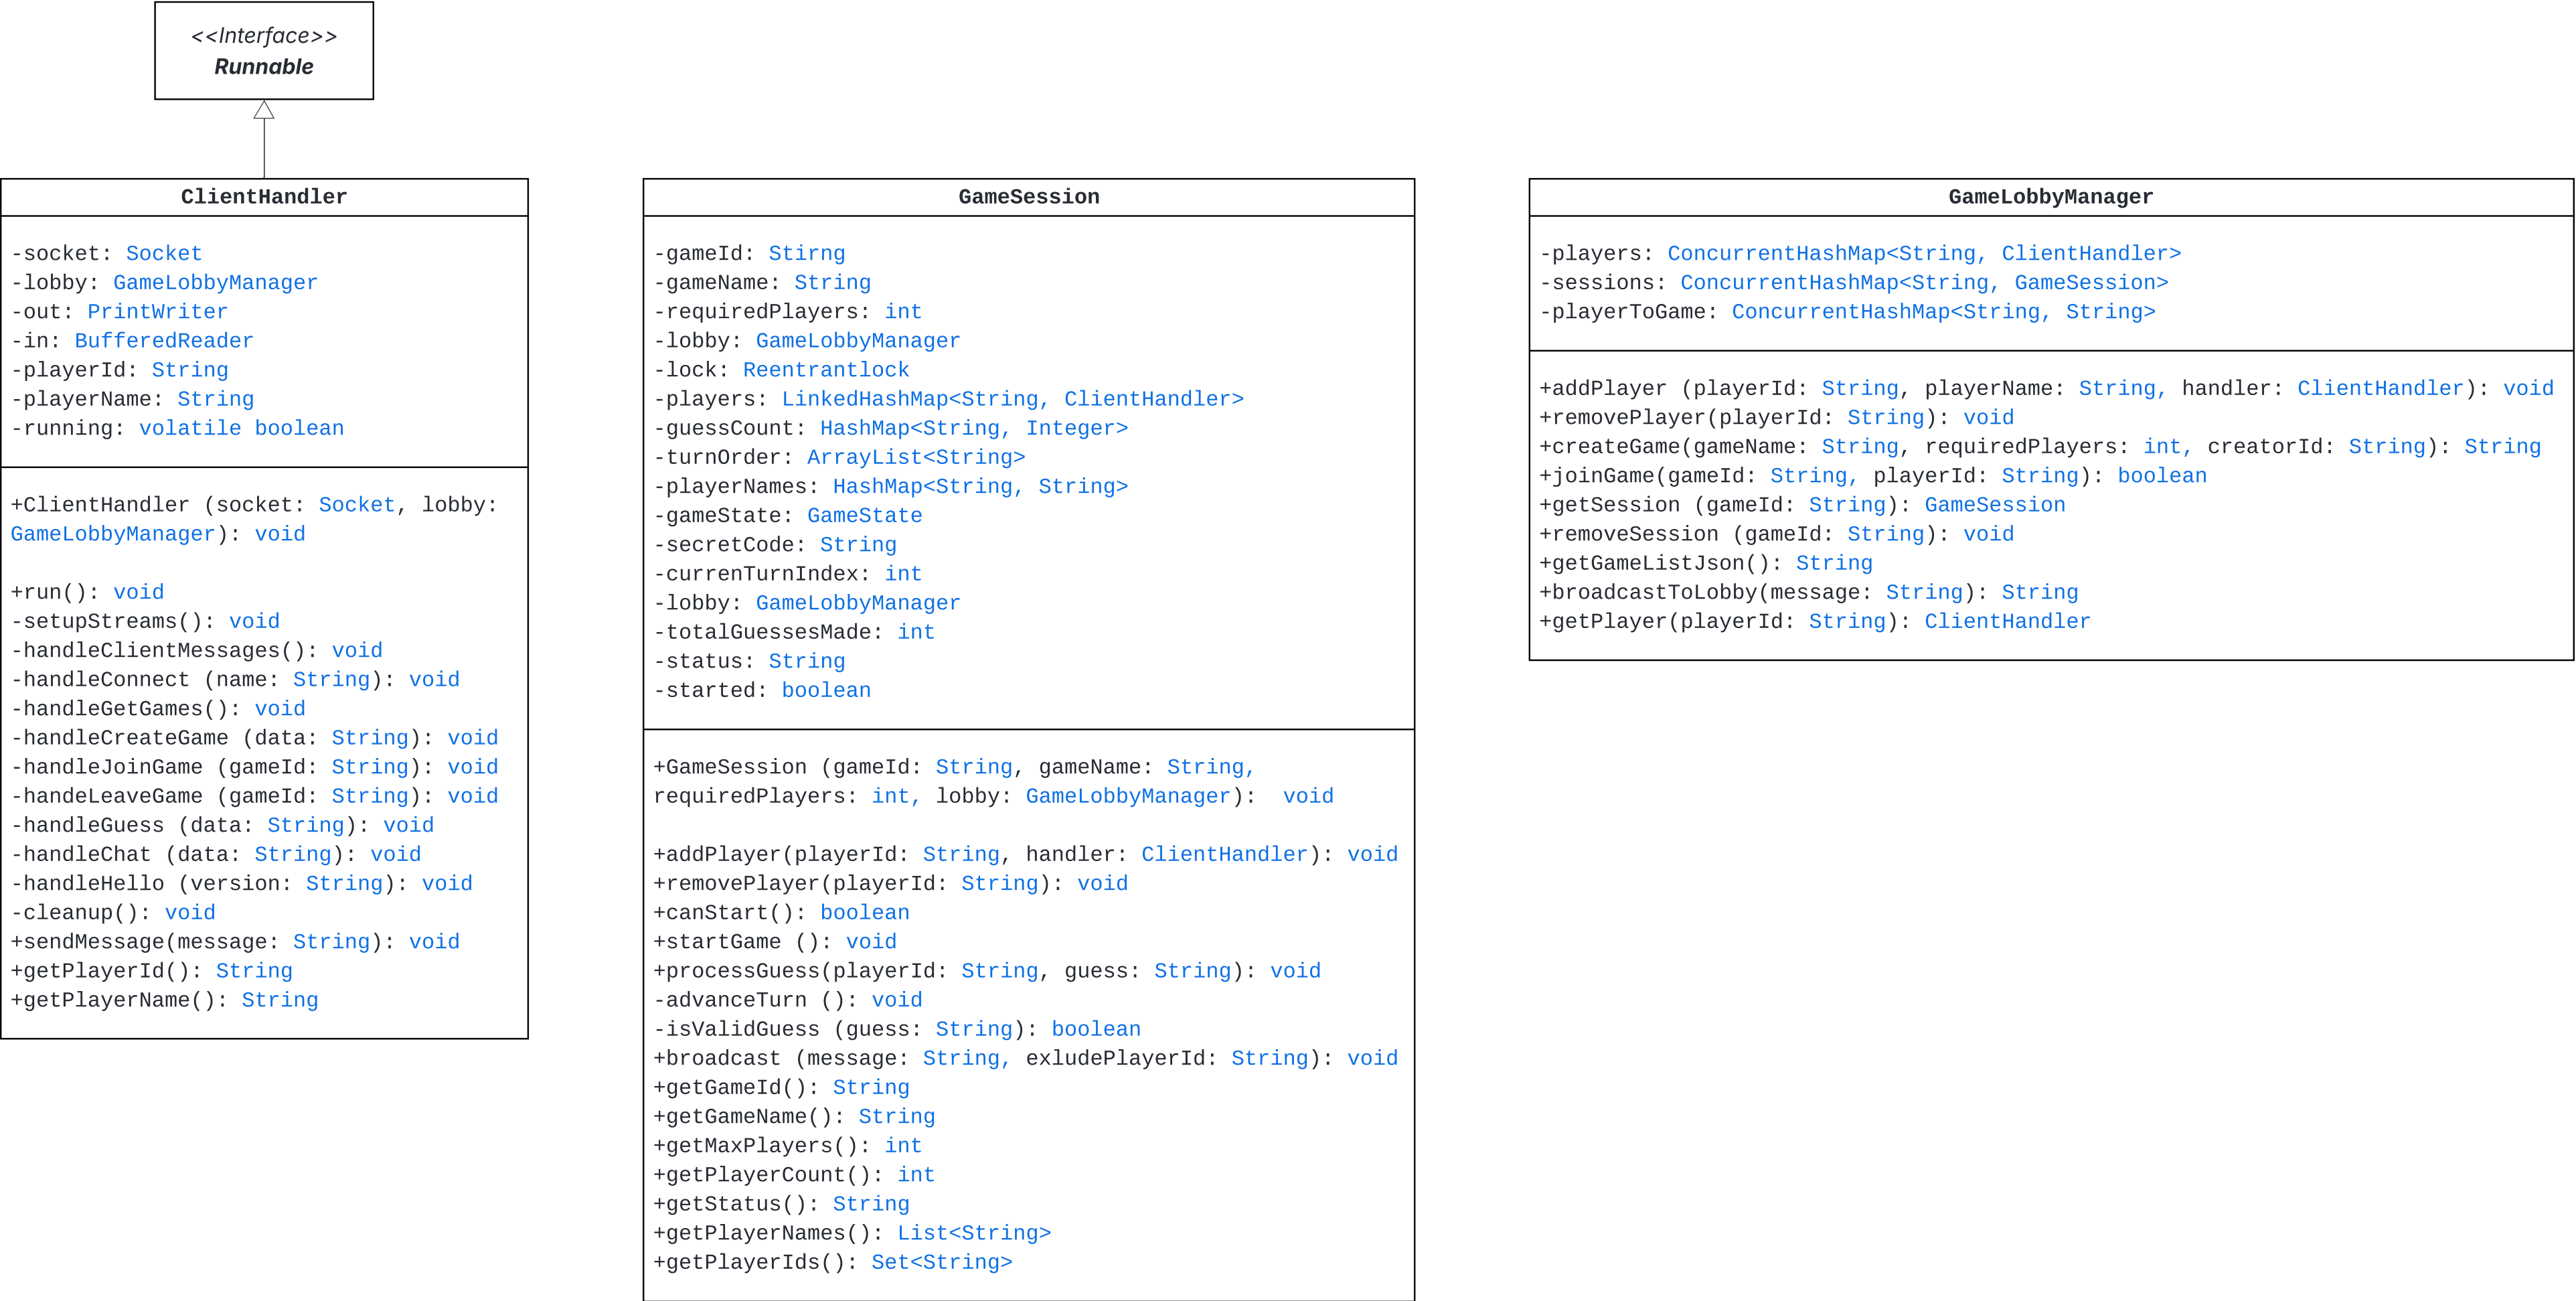 <<Interface>>
Runnable
ClientHandler
-socket: Socket
-lobby: GameLobbyManager
-out: PrintWriter
-in: BufferedReader
-playerId: String
-playerName: String
-running: volatile boolean
+ClientHandler (socket: Socket, lobby:
GameLobbyManager): void
+run(): void
-setupStreams(): void
-handleClientMessages(): void
-handleConnect (name: String): void
-handleGetGames(): void
-handleCreateGame (data: String): void
-handleJoinGame (gameId: String): void
-handeLeaveGame (gameId: String): void
-handleGuess (data: String): void
-handleChat (data: String): void
-handleHello (version: String): void
-cleanup(): void
+sendMessage(message: String): void
+getPlayerId(): String
+getPlayerName(): String
GameSession
-gameId: Stirng
-gameName: String
-requiredPlayers: int
-lobby: GameLobbyManager
-lock: Reentrantlock
-players: LinkedHashMap<String, ClientHandler>
-guessCount: HashMap<String, Integer>
-turnOrder: ArrayList<String>
-playerNames: HashMap<String, String>
-gameState: GameState
-secretCode: String
-currenTurnIndex: int
-lobby: GameLobbyManager
-totalGuessesMade: int
-status: String
-started: boolean
+GameSession (gameId: String, gameName: String,
requiredPlayers: int, lobby: GameLobbyManager):  void
+addPlayer(playerId: String, handler: ClientHandler): void
+removePlayer(playerId: String): void
+canStart(): boolean
+startGame (): void
+processGuess(playerId: String, guess: String): void
-advanceTurn (): void
-isValidGuess (guess: String): boolean
+broadcast (message: String, exludePlayerId: String): void
+getGameId(): String
+getGameName(): String
+getMaxPlayers(): int
+getPlayerCount(): int
+getStatus(): String
+getPlayerNames(): List<String>
+getPlayerIds(): Set<String>
GameLobbyManager
-players: ConcurrentHashMap<String, ClientHandler>
-sessions: ConcurrentHashMap<String, GameSession>
-playerToGame: ConcurrentHashMap<String, String>
+addPlayer (playerId: String, playerName: String, handler: ClientHandler): void
+removePlayer(playerId: String): void
+createGame(gameName: String, requiredPlayers: int, creatorId: String): String
+joinGame(gameId: String, playerId: String): boolean
+getSession (gameId: String): GameSession
+removeSession (gameId: String): void
+getGameListJson(): String
+broadcastToLobby(message: String): String
+getPlayer(playerId: String): ClientHandler